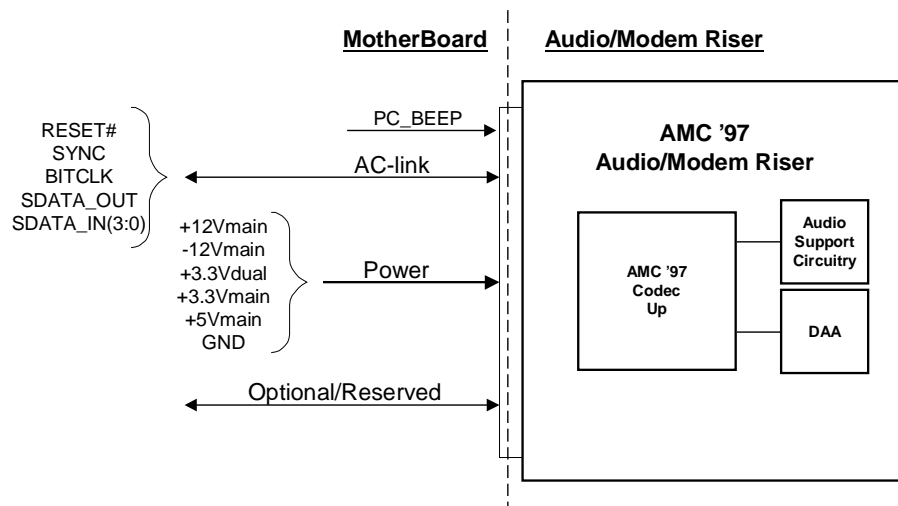 MotherBoard
Audio/Modem Riser
PC_BEEP
RESET#
SYNC
BITCLK
SDATA_OUT
SDATA_IN(3:0)
AC-link
+12Vmain
-12Vmain
+3.3Vdual
+3.3Vmain
+5Vmain
GND
Power
Optional/Reserved
AMC ’97
Audio/Modem Riser
AMC ’97
Codec
Up
Audio
Support
Circuitry
DAA